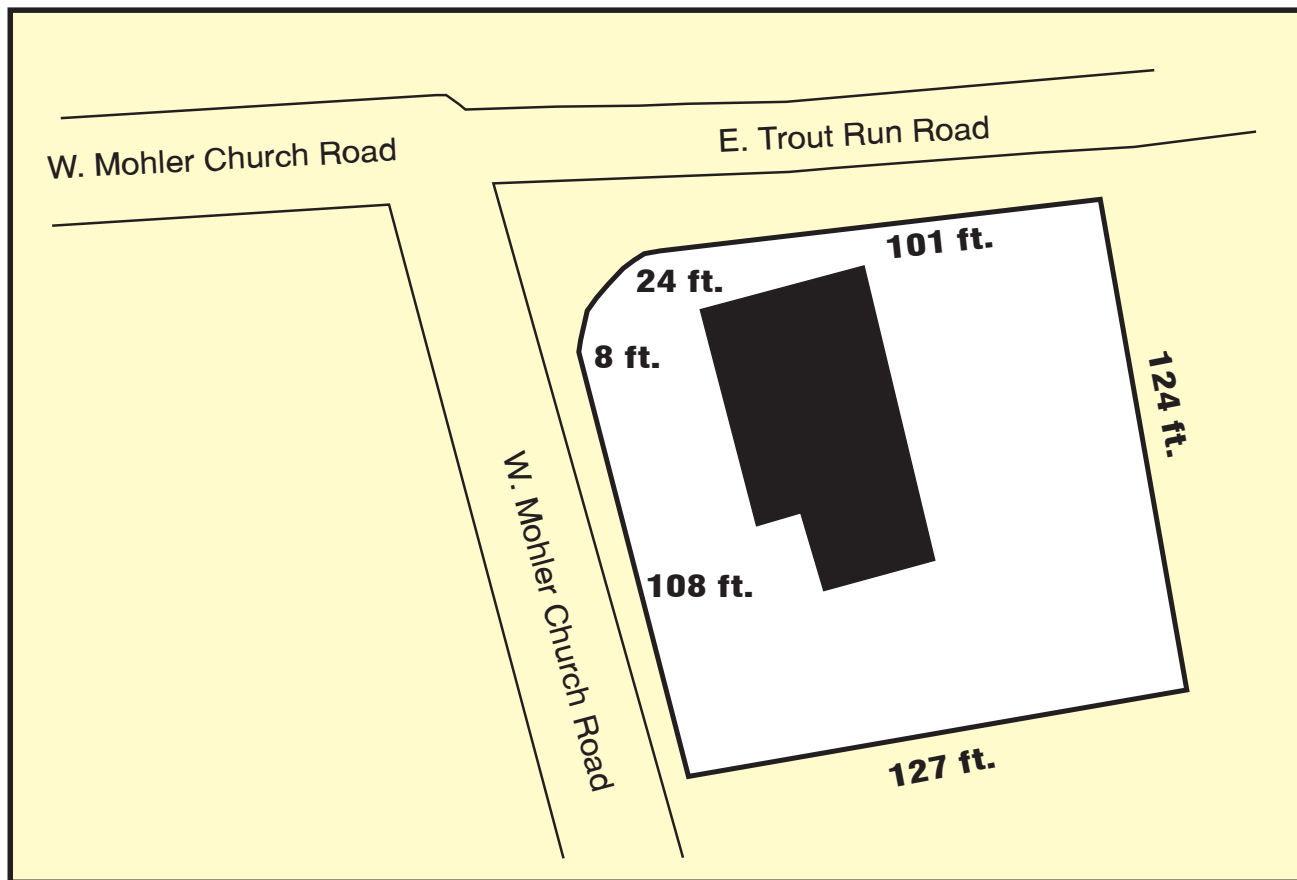 W. Mohler Church Road
E. Trout Run Road
101 ft.
24 ft.
8 ft.
124 ft.
W. Mohler Church Road
108 ft.
127 ft.